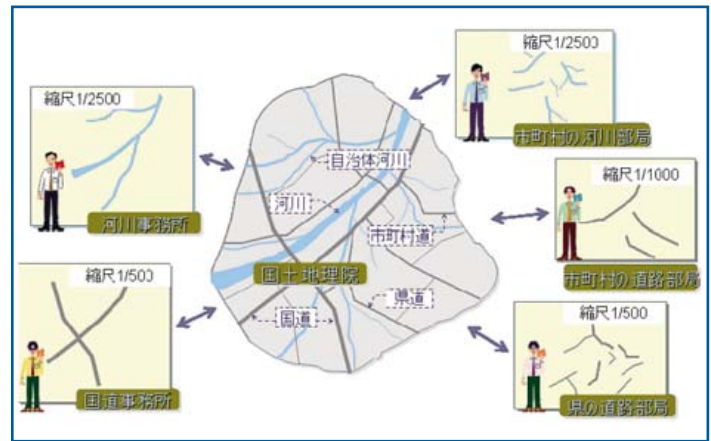 縮尺1/2500
河川事務所
縮尺1/500
国道事務所
自治体河川
河川
市町村道
国土地理院
県道
国道
縮尺1/2500
市町村の河川部局
縮尺1/1000
市町村の道路部局
縮尺1/500
県の道路部局